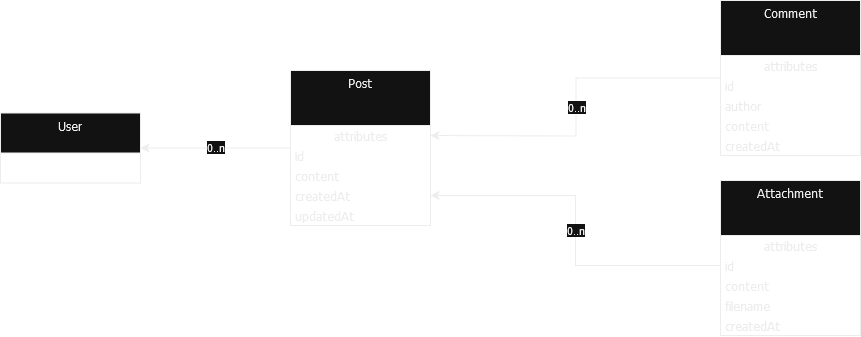 User
0..n
Post
attributes
id
content
createdAt
updatedAt
0..n
Comment
attributes
id
author
content
createdAt
0..n
Attachment
attributes
id
content
filename
createdAt